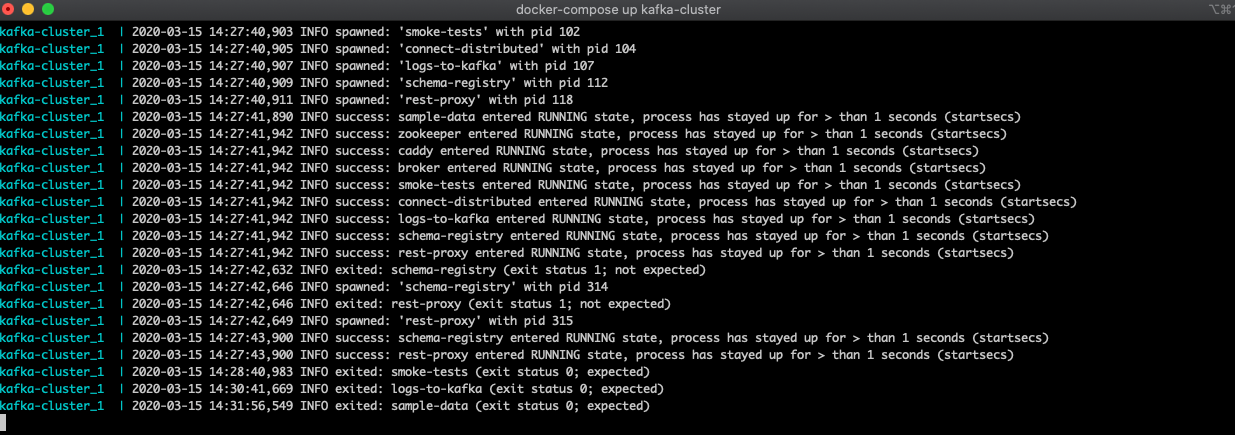 docker-compose up kafka-cluster
kafka-cluster_1 | 2020-03-15 14:27:40,903 INFO spawned: 'smoke-tests' with pid 102
kafka-cluster_1 | 2020-03-15 14:27:40,905 INFO spawned: 'connect-distributed' with pid 104
kafka-cluster_1 | 2020-03-15 14:27:40,907 INFO spawned: 'logs-to-kafka' with pid 107
kafka-cluster_1 | 2020-03-15 14:27:40,909 INFO spawned: 'schema-registry' with pid 112
kafka-cluster_1 | 2020-03-15 14:27:40,911 INFO spawned: 'rest-proxy' with pid 118
kafka-cluster_1 | 2020-03-15 14:27:41,890 INFO success: sample-data entered RUNNING state, process has stayed up for > than 1 seconds (startsecs)
kafka-cluster_1 | 2020-03-15 14:27:41,942 INFO success: zookeeper entered RUNNING state, process has stayed up for > than 1 seconds (startsecs)
kafka-cluster_1 | 2020-03-15 14:27:41,942 INFO success: caddy entered RUNNING state, process has stayed up for > than 1 seconds (startsecs)
kafka-cluster_1 | 2020-03-15 14:27:41,942 INFO success: broker entered RUNNING state, process has stayed up for > than 1 seconds (startsecs)
kafka-cluster_1 | 2020-03-15 14:27:41,942 INFO success: smoke-tests entered RUNNING state, process has stayed up for > than 1 seconds (startsecs)
kafka-cluster_1 | 2020-03-15 14:27:41,942 INFO success: connect-distributed entered RUNNING state, process has stayed up for > than 1 seconds (startsecs)
kafka-cluster_1 | 2020-03-15 14:27:41,942 INFO success: logs-to-kafka entered RUNNING state, process has stayed up for > than 1 seconds (startsecs)
kafka-cluster_1 | 2020-03-15 14:27:41,942 INFO success: schema-registry entered RUNNING state, process has stayed up for > than 1 seconds (startsecs)
kafka-cluster_1 | 2020-03-15 14:27:41,942 INFO success: rest-proxy entered RUNNING state, process has stayed up for > than 1 seconds (startsecs)
kafka-cluster_1 | 2020-03-15 14:27:42,632 INFO exited: schema-registry (exit status 1; not expected)
kafka-cluster_1 | 2020-03-15 14:27:42,646 INFO spawned: 'schema-registry' with pid 314
kafka-cluster_1 | 2020-03-15 14:27:42,646 INFO exited: rest-proxy (exit status 1; not expected)
kafka-cluster_1 | 2020-03-15 14:27:42,649 INFO spawned: 'rest-proxy' with pid 315
kafka-cluster_1 | 2020-03-15 14:27:43,900 INFO success: schema-registry entered RUNNING state, process has stayed up for > than 1 seconds (startsecs)
kafka-cluster_1 | 2020-03-15 14:27:43,900 INFO success: rest-proxy entered RUNNING state, process has stayed up for > than 1 seconds (startsecs)
kafka-cluster_1 | 2020-03-15 14:28:40,983 INFO exited: smoke-tests (exit status 0; expected)
kafka-cluster_1 | 2020-03-15 14:30:41,669 INFO exited: logs-to-kafka (exit status 0; expected)
kafka-cluster_1 | 2020-03-15 14:31:56,549 INFO exited: sample-data (exit status 0; expected)